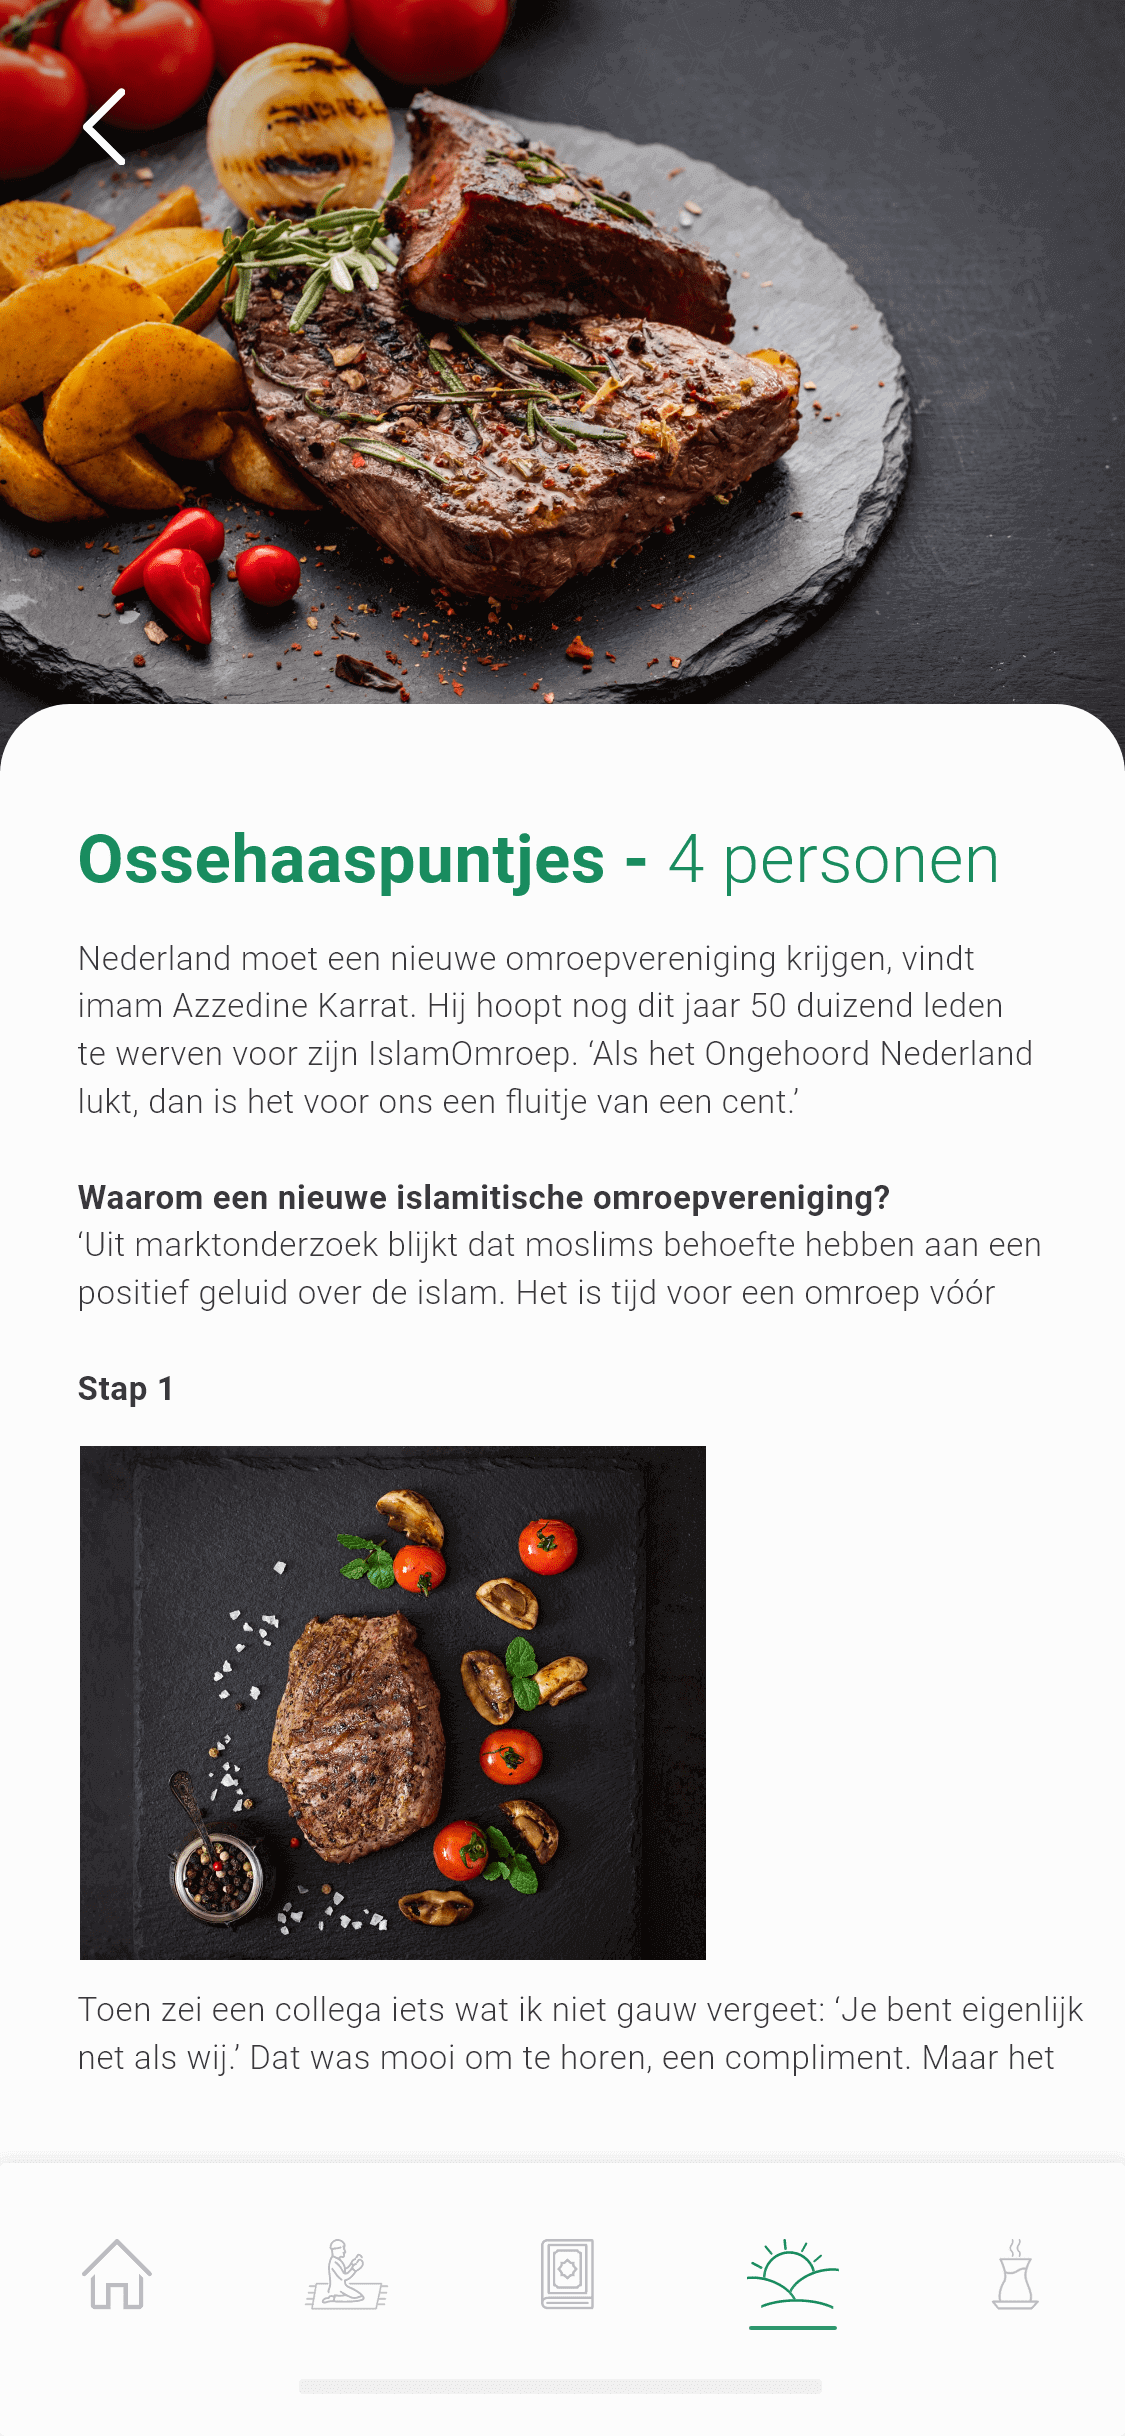 Ossehaaspuntjes - 4 personen
Nederland moet een nieuwe omroepvereniging krijgen, vindt
imam Azzedine Karrat. Hij hoopt nog dit jaar 50 duizend leden
te werven voor zijn IslamOmroep. ‘Als het Ongehoord Nederland
lukt, dan is het voor ons een fluitje van een cent.’
Waarom een nieuwe islamitische omroepvereniging?
‘Uit marktonderzoek blijkt dat moslims behoefte hebben aan een
positief geluid over de islam. Het is tijd voor een omroep vóór
Stap 1
Toen zei een collega iets wat ik niet gauw vergeet: ‘Je bent eigenlijk
net als wij.’ Dat was mooi om te horen, een compliment. Maar het